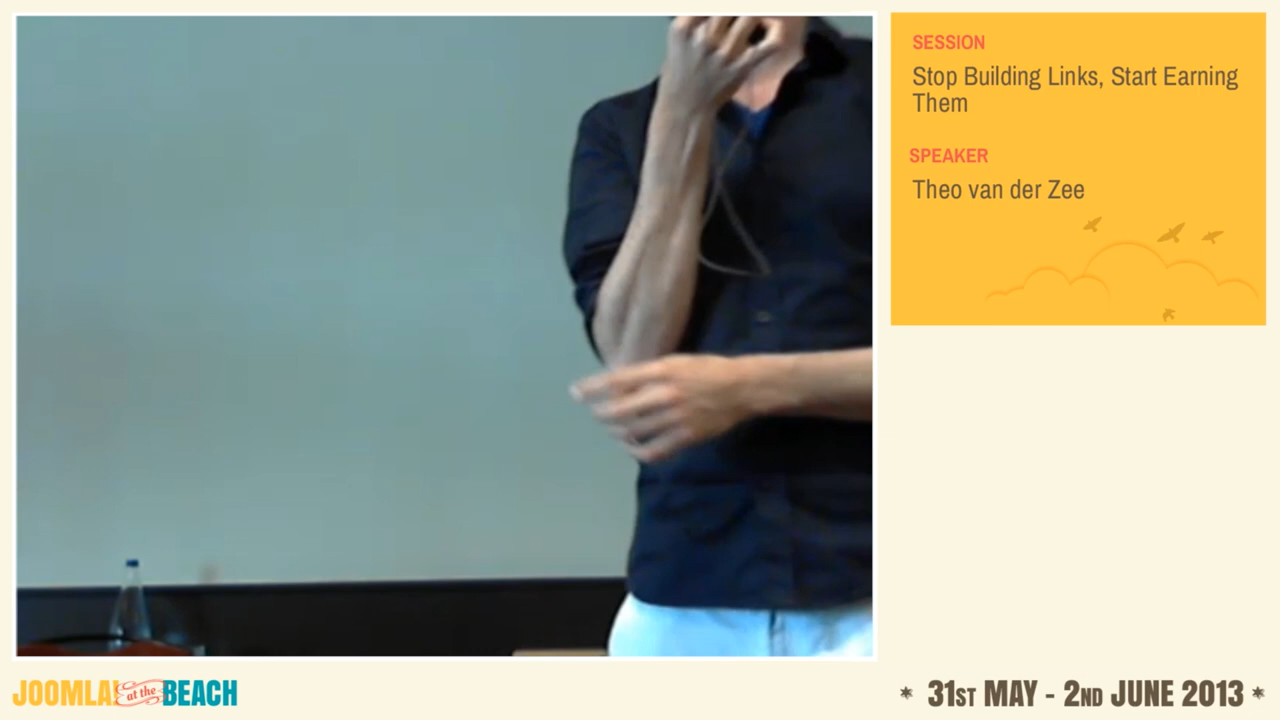 SESSION
Stop Building Links, Start Earning
Them
SPEAKER
Theo van der Zee
JOOMLA! at the BEACH
* 31ST MAY - 2ND JUNE 2013 *